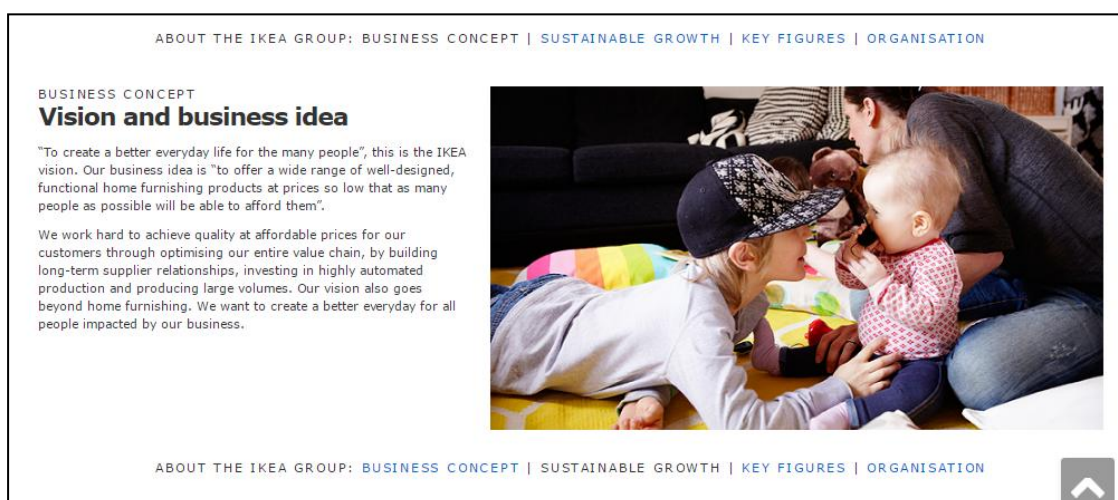 ABOUT THE IKEA GROUP: BUSINESS CONCEPT | SUSTAINABLE GROWTH | KEY FIGURES | ORGANISATION
BUSINESS CONCEPT
Vision and business idea
“To create a better everyday life for the many people”, this is the IKEA
vision. Our business idea is “to offer a wide range of well-designed,
functional home furnishing products at prices so low that as many
people as possible will be able to afford them”.
We work hard to achieve quality at affordable prices for our
customers through optimising our entire value chain, by building
long-term supplier relationships, investing in highly automated
production and producing large volumes. Our vision also goes
beyond home furnishing. We want to create a better everyday for all
people impacted by our business.
ABOUT THE IKEA GROUP: BUSINESS CONCEPT | SUSTAINABLE GROWTH | KEY FIGURES | ORGANISATION